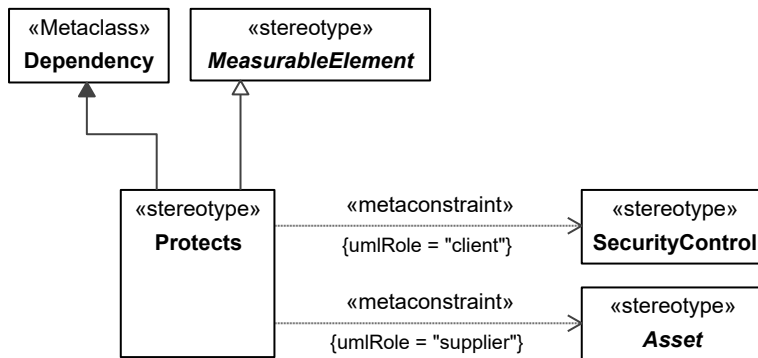 «Metaclass»
Dependency
«stereotype»
MeasurableElement
«stereotype»
Protects
«metaconstraint»
{umlRole = "client"}
«stereotype»
SecurityControl
«metaconstraint»
{umlRole = "supplier"}
«stereotype»
Asset